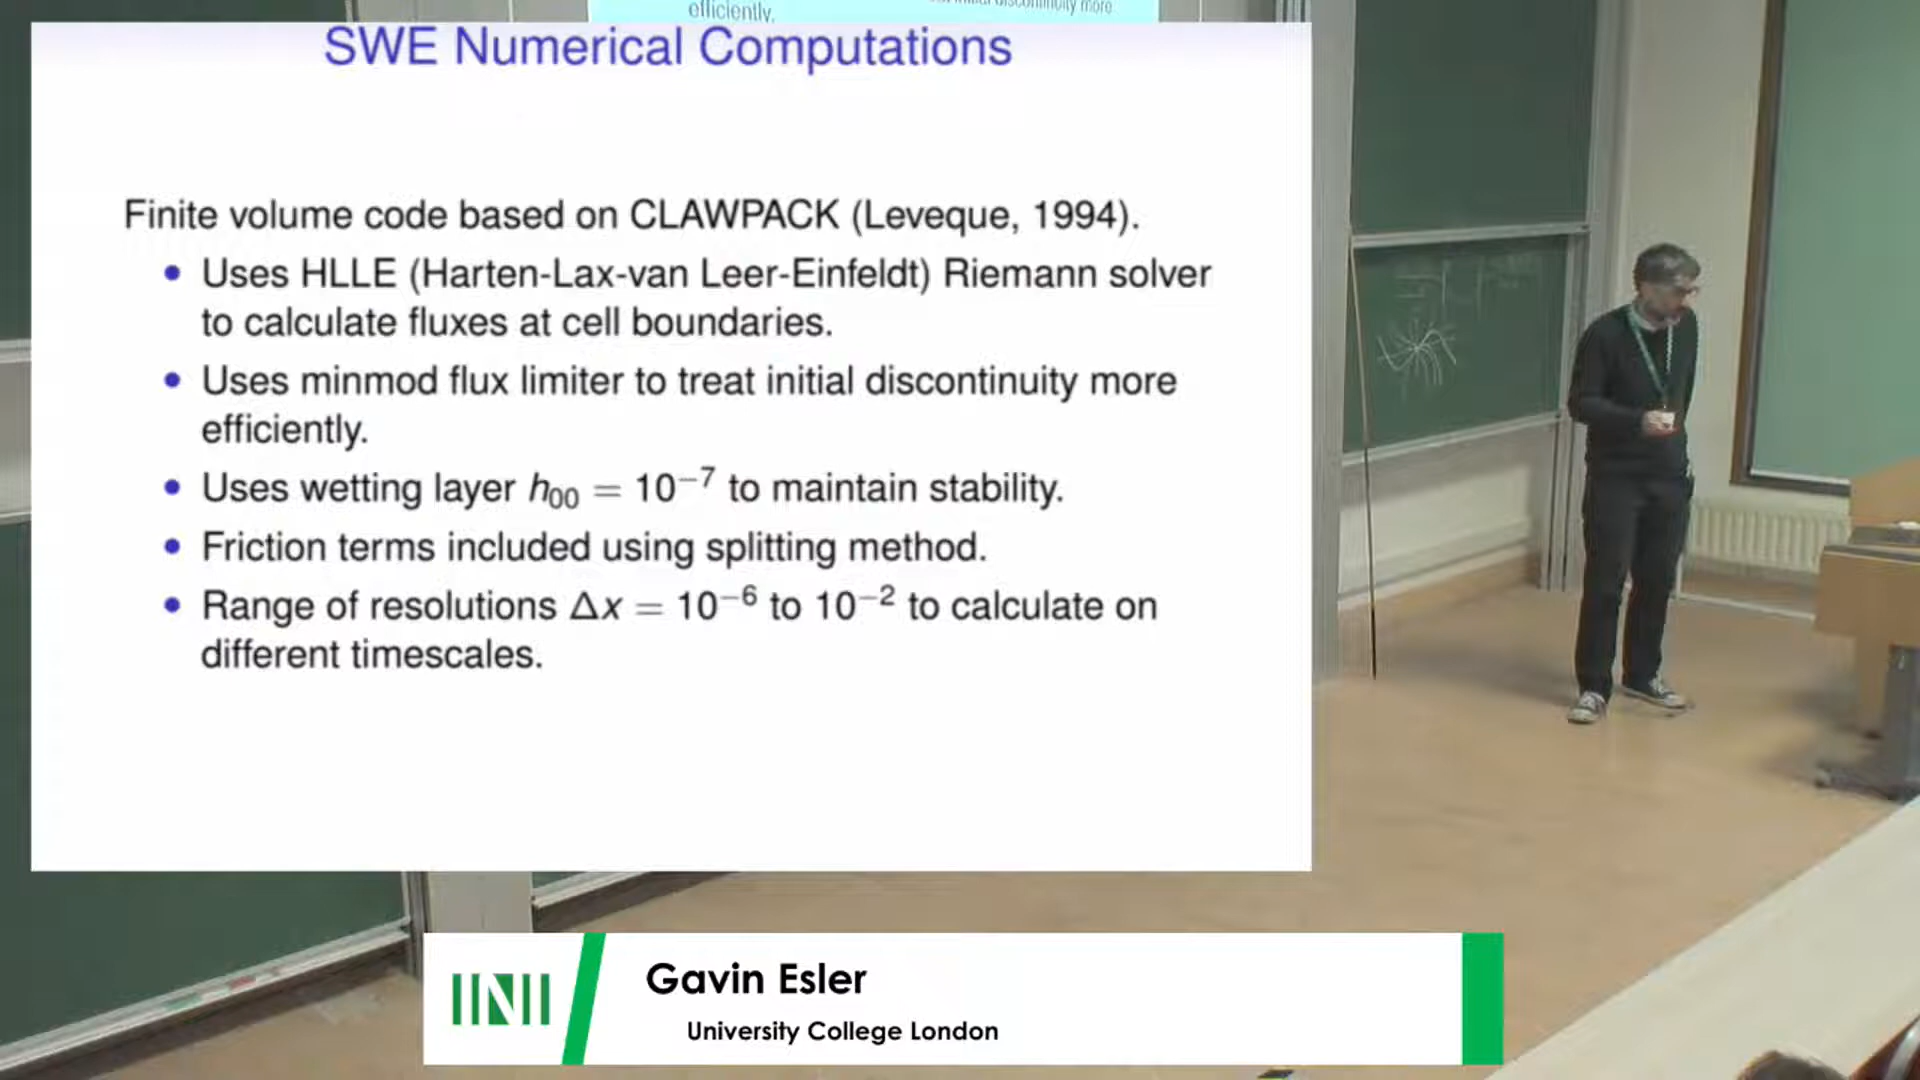 efficiently.
discontinuity more
SWE Numerical Computations
Finite volume code based on CLAWPACK (Leveque, 1994).
• Uses HLLE (Harten-Lax-van Leer-Einfeldt) Riemann solver
to calculate fluxes at cell boundaries.
• Uses minmod flux limiter to treat initial discontinuity more
efficiently.
• Uses wetting layer h₀₀ = 10⁻⁷ to maintain stability.
• Friction terms included using splitting method.
• Range of resolutions Δx = 10⁻⁶ to 10⁻² to calculate on
different timescales.
INI
Gavin Esler
University College London